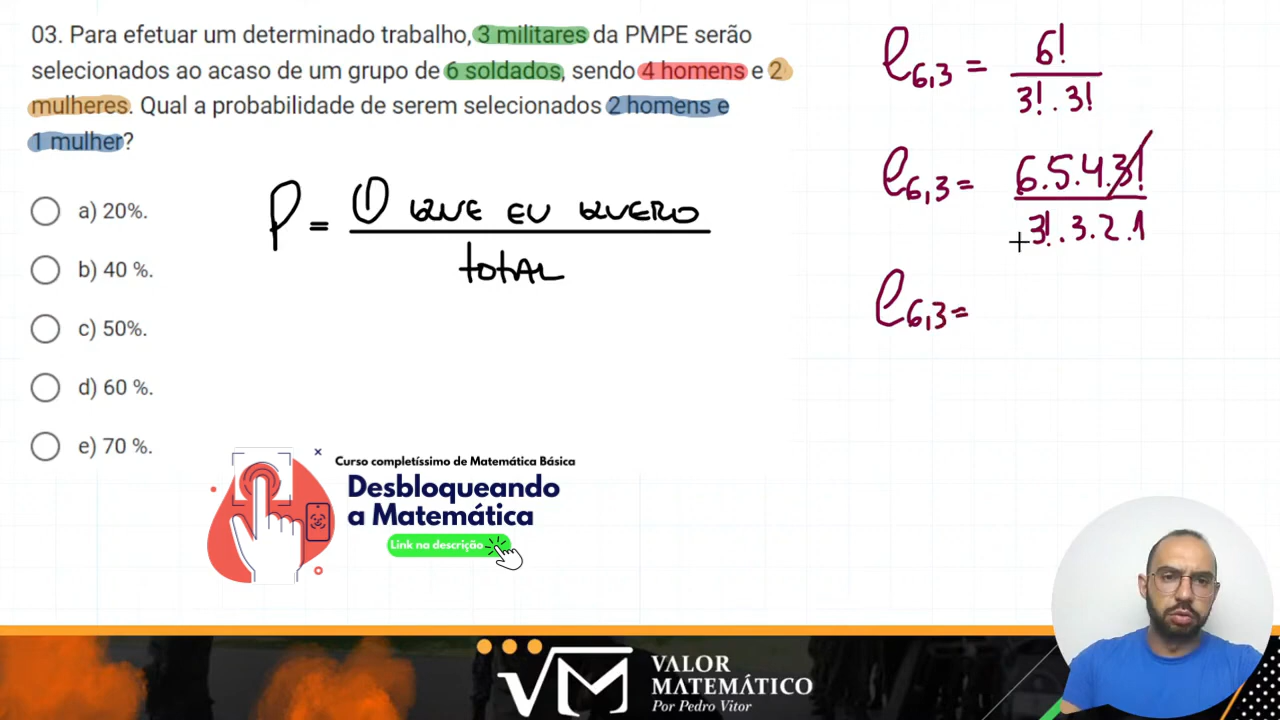 03. Para efetuar um determinado trabalho, 3 militares da PMPE serão
selecionados ao acaso de um grupo de 6 soldados, sendo 4 homens e 2
mulheres. Qual a probabilidade de serem selecionados 2 homens e
1 mulher?
a) 20%.
b) 40 %.
c) 50%.
d) 60 %.
e) 70 %.
P = O QUE EU QUERO
TOTAL
C6,3 = 6!
3! . 3!
C6,3 = 6.5.4.3!
3!.3.2.1
C6,3 =
Curso completíssimo de Matemática Básica
Desbloqueando
a Matemática
Link na descrição
VM
VALOR
MATEMÁTICO
Por Pedro Vitor